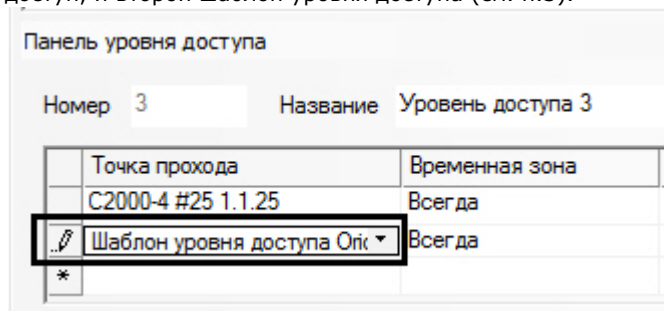 Панель уровня доступа
Номер 3 Название Уровень доступа 3
Точка прохода Временная зона
С2000-4 #25 1.1.25 Всегда
Шаблон уровня доступа Всегда
*